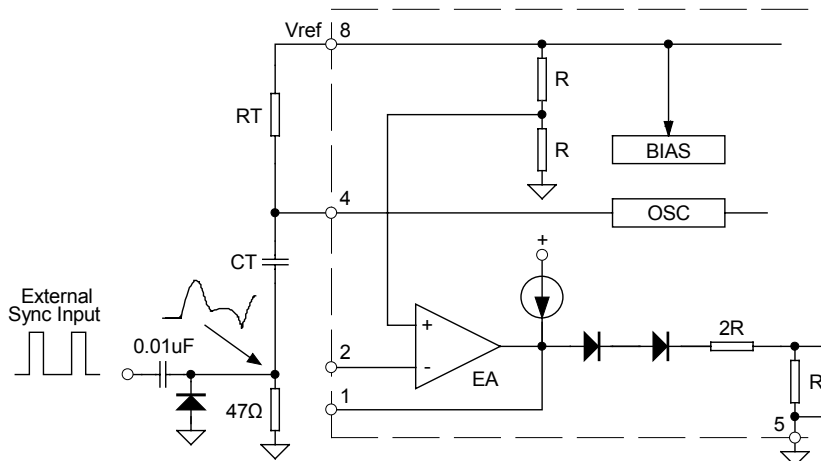 Vref 8
R
RT
R
BIAS
4
OSC
CT
+
External
Sync Input
+
2R
0.01uF
2
-
EA
R
47Ω
1
5